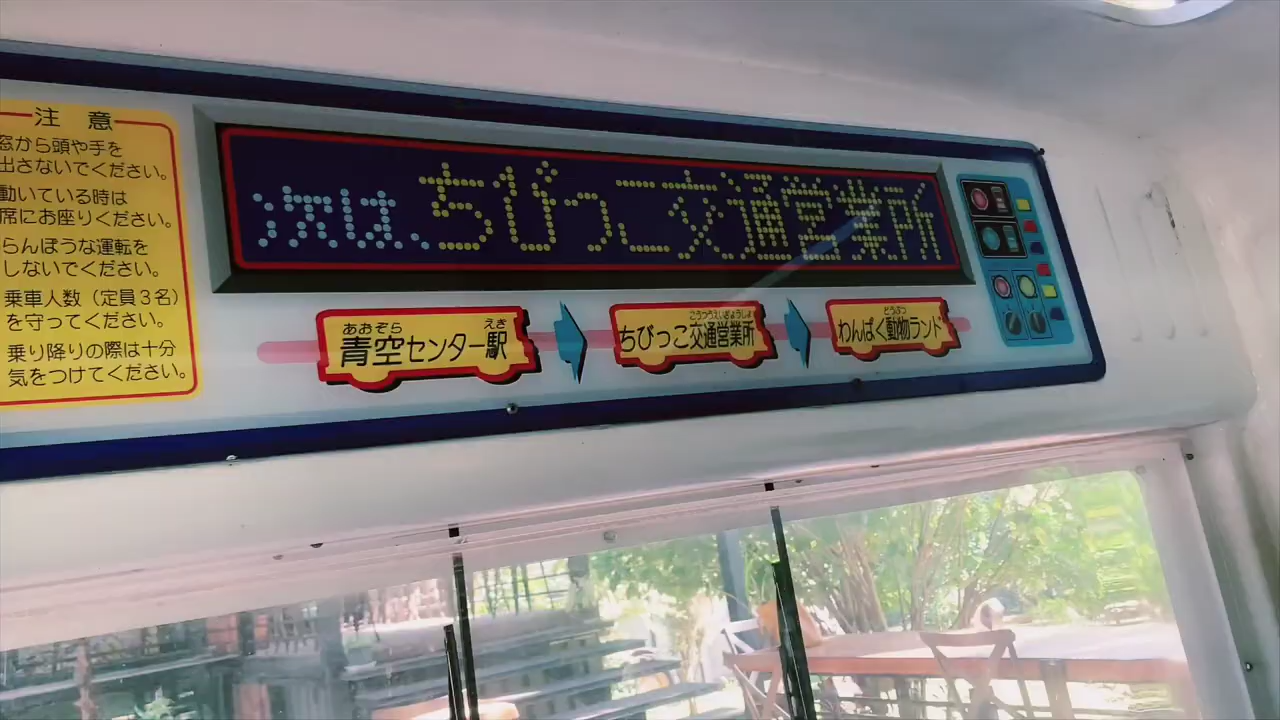 注意
窓から頭や手を
出さないでください。
動いている時は
席にお座りください。
らんぼうな運転を
しないでください。
乗車人数（定員３名）
を守ってください。
乗り降りの際は十分
気をつけてください。
次は、ちびっこ交通営業所
あおぞら えき
青空センター駅
こうつうえいぎょうしょ
ちびっこ交通営業所
どうぶつ
わんぱく動物ランド